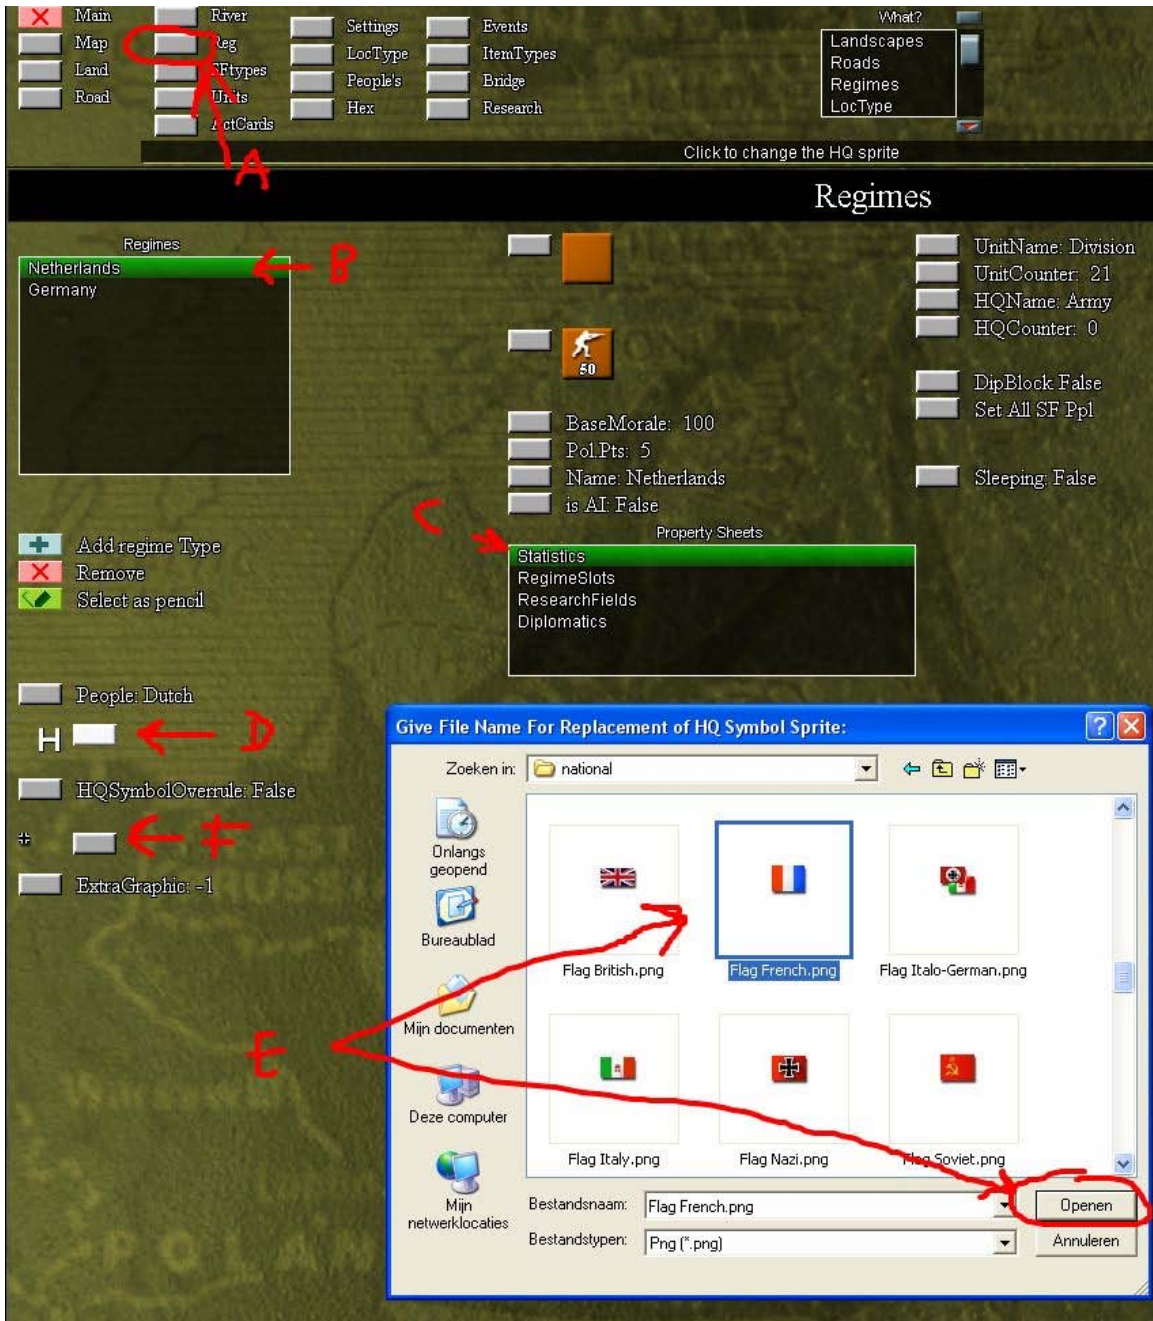 Main
River
Settings
Events
What?
Map
Reg
LocType
ItemTypes
Landscapes
Land
SFtypes
People's
Bridge
Roads
Road
Units
Hex
Research
Regimes
ActCards
LocType
A
Click to change the HQ sprite
Regimes
Regimes
Netherlands
Germany
B
50
UnitName: Division
UnitCounter: 21
HQName: Army
HQCounter: 0
DipBlock False
Set All SF Ppl
Sleeping: False
BaseMorale: 100
Pol.Pts: 5
Name: Netherlands
is AI: False
C
Property Sheets
Statistics
RegimeSlots
ResearchFields
Diplomatics
Add regime Type
Remove
Select as pencil
People: Dutch
H
D
HQSymbolOverrule: False
F
ExtraGraphic: -1
E
Give File Name For Replacement of HQ Symbol Sprite:
Zoeken in:
national
Onlangs
geopend
Bureaublad
Mijn documenten
Deze computer
Mijn
netwerklocaties
Flag British.png
Flag French.png
Flag Italo-German.png
Flag Italy.png
Flag Nazi.png
Flag Soviet.png
Bestandsnaam:
Flag French.png
Openen
Bestandstypen:
Png (*.png)
Annuleren